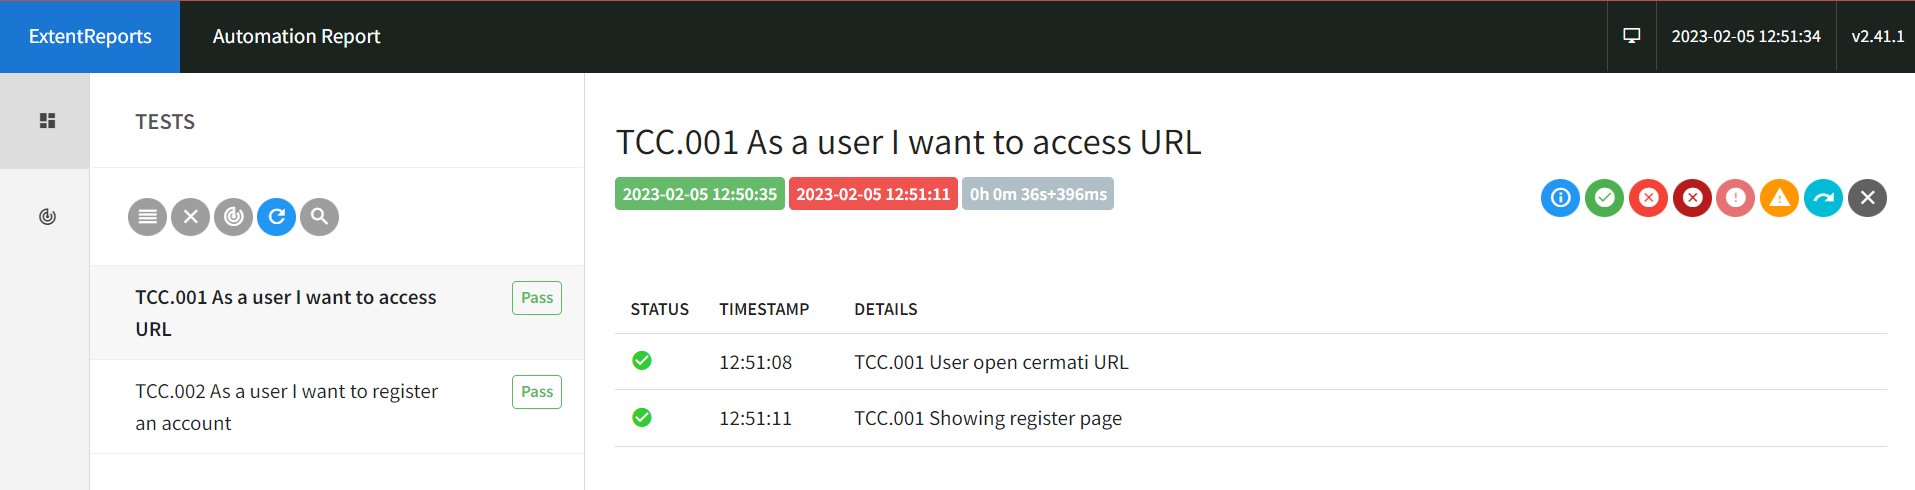 ExtentReports
Automation Report
2023-02-05 12:51:34
v2.41.1
TESTS
TCC.001 As a user I want to access
URL
Pass
TCC.002 As a user I want to register
an account
Pass
TCC.001 As a user I want to access URL
2023-02-05 12:50:35 2023-02-05 12:51:11 0h 0m 36s+396ms
STATUS TIMESTAMP DETAILS
12:51:08 TCC.001 User open cermati URL
12:51:11 TCC.001 Showing register page